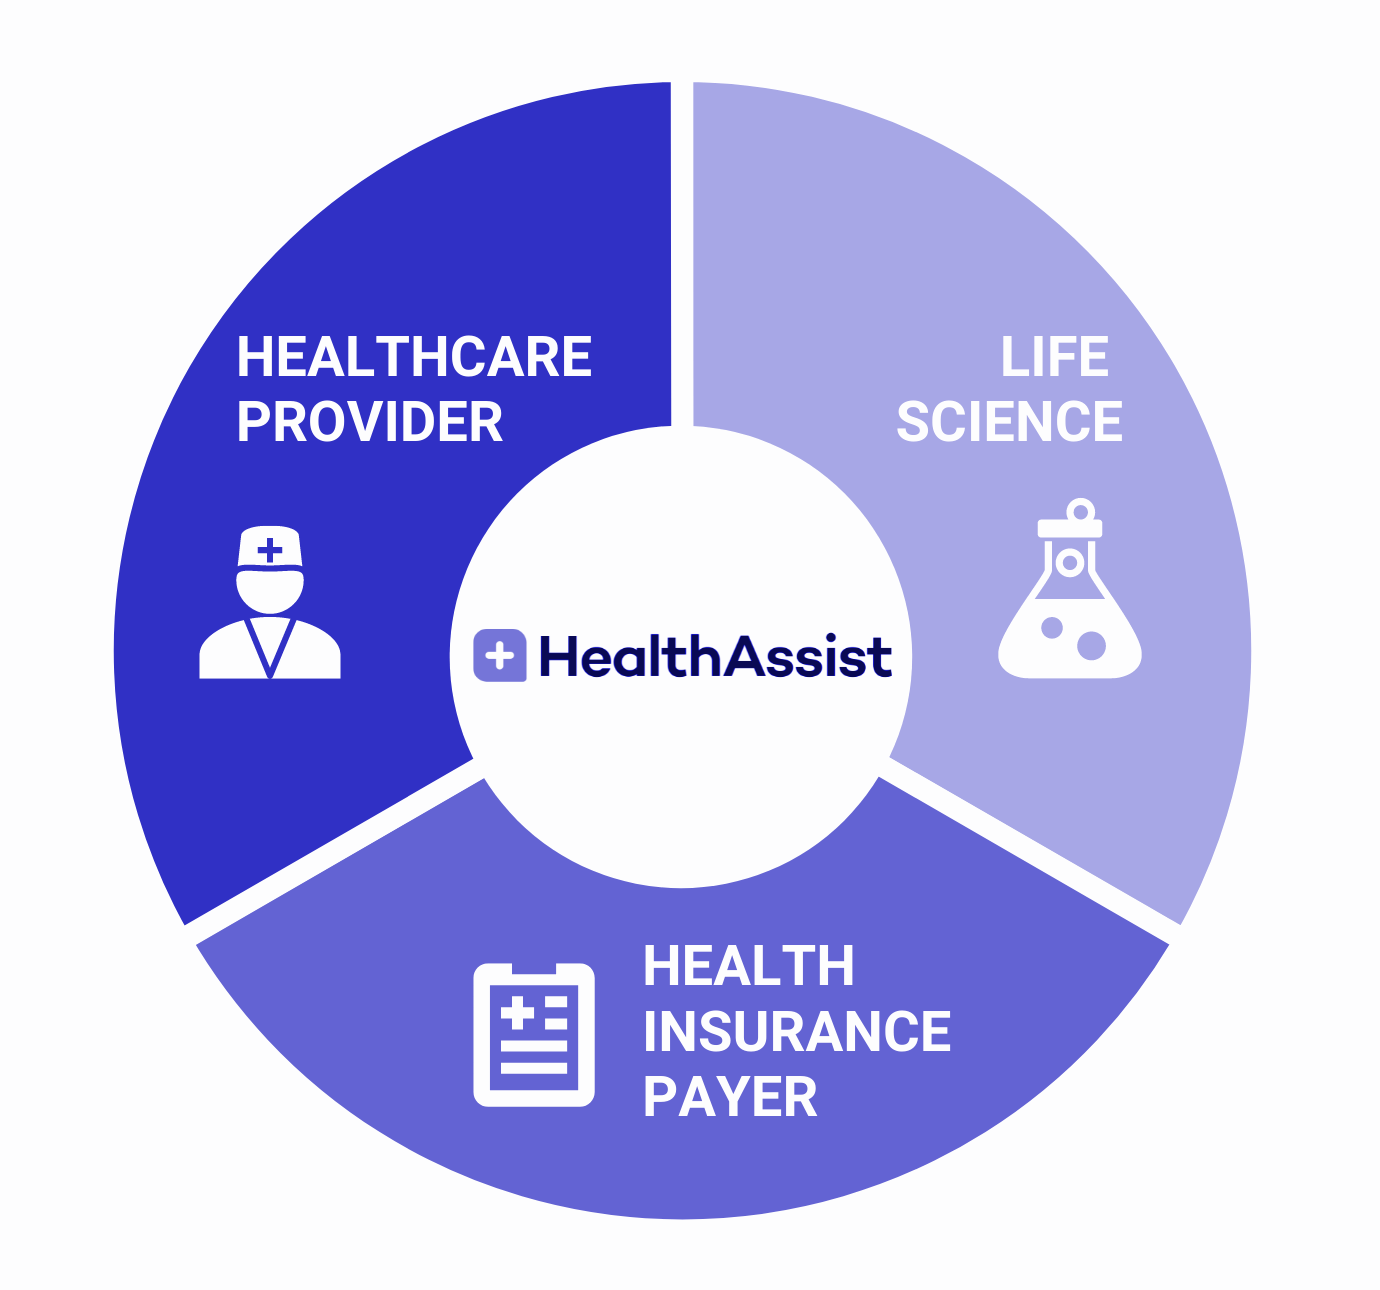 HEALTHCARE
PROVIDER
LIFE
SCIENCE
HealthAssist
HEALTH
INSURANCE
PAYER